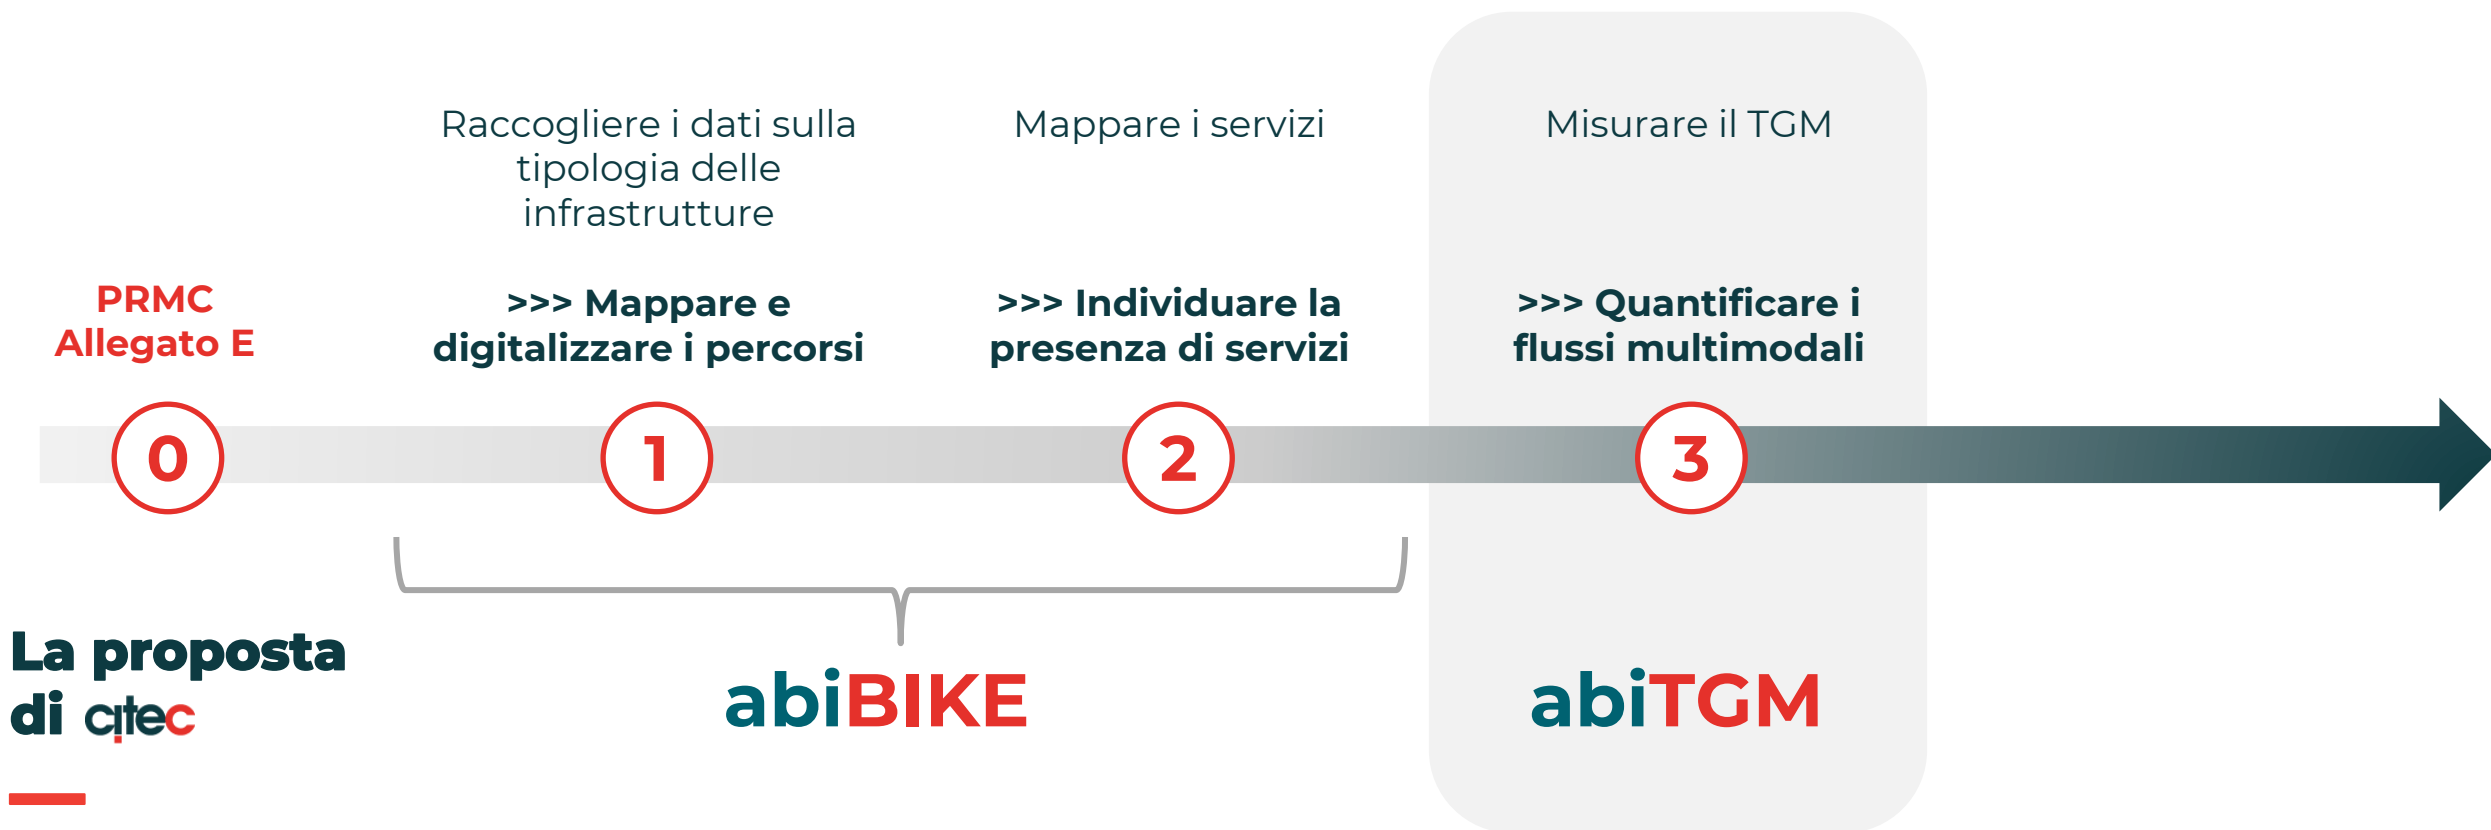 PRMC
Allegato E
0
Raccogliere i dati sulla
tipologia delle
infrastrutture
>>> Mappare e
digitalizzare i percorsi
1
Mappare i servizi
>>> Individuare la
presenza di servizi
2
Misurare il TGM
>>> Quantificare i
flussi multimodali
3
La proposta
di citec
abiBIKE
abiTGM